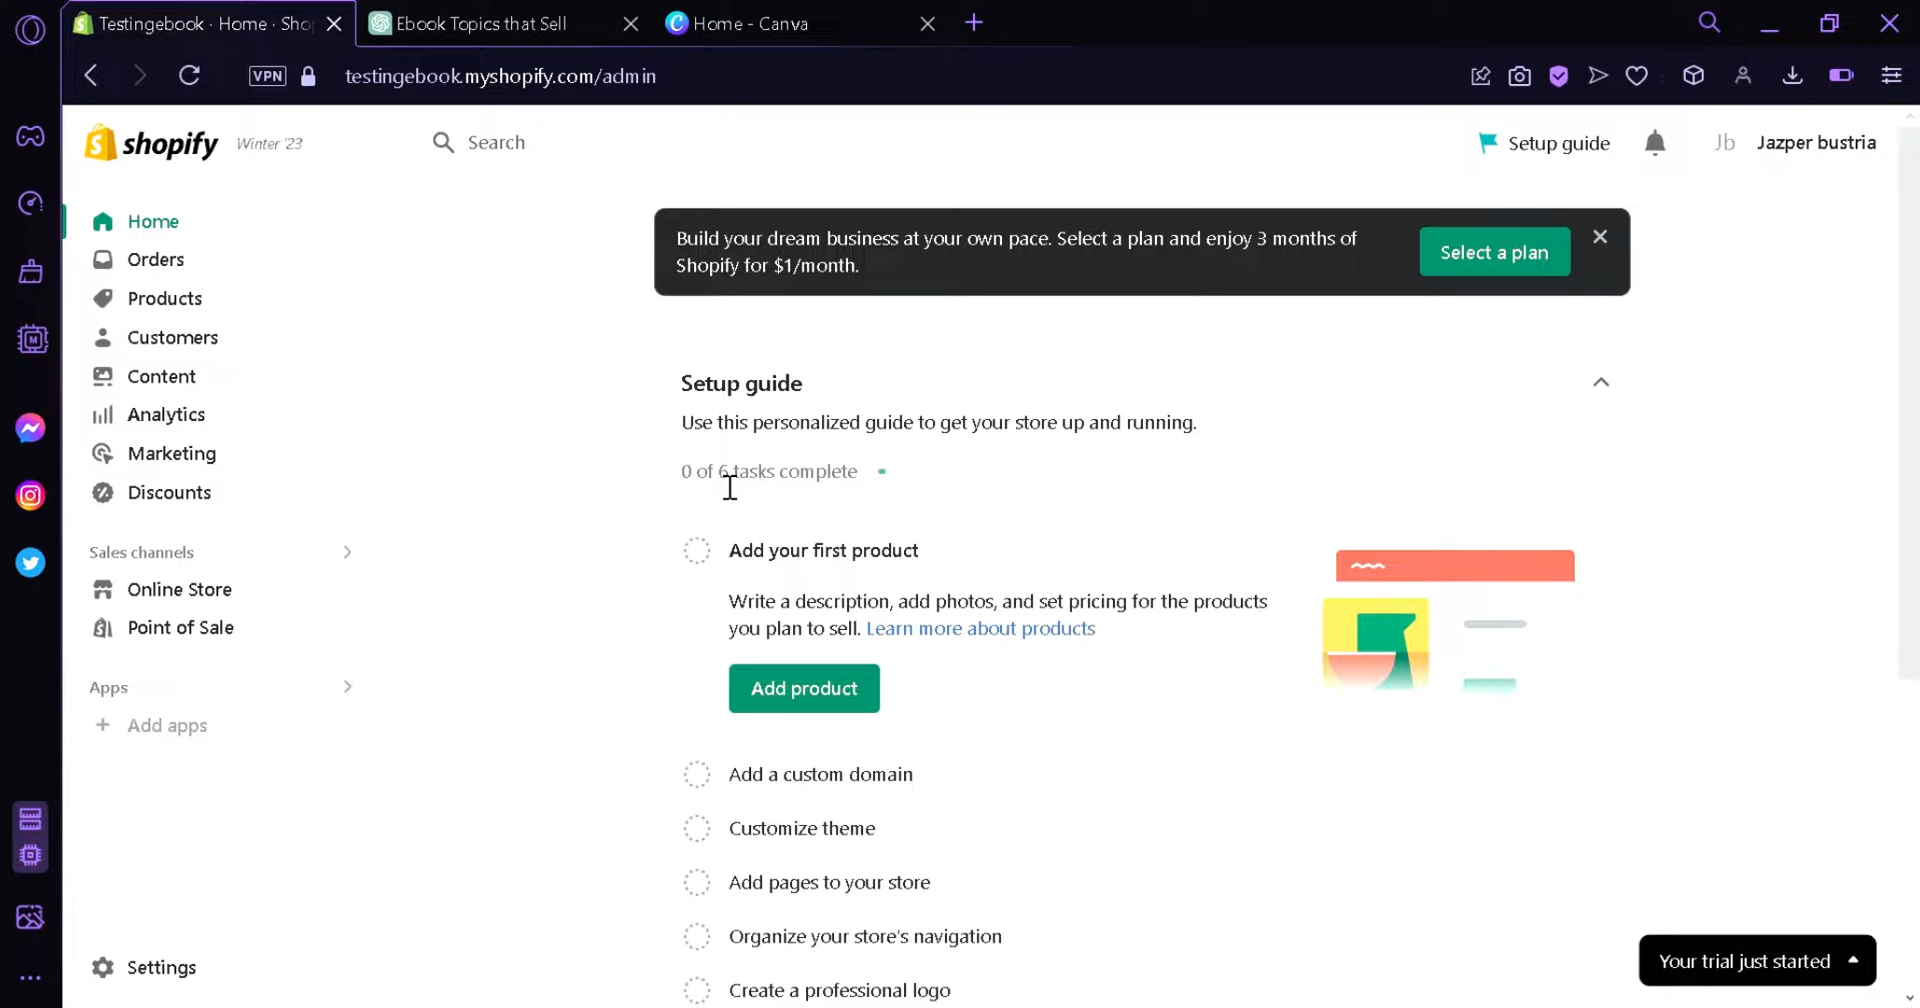 Testingebook · Home · Sho
Ebook Topics that Sell
Home - Canva
VPN
testingebook.myshopify.com/admin
shopify
Winter '23
Search
Setup guide
Jb
Jazper bustria
Home
Orders
Products
Customers
Content
Analytics
Marketing
Discounts
Sales channels
Online Store
Point of Sale
Apps
Add apps
Settings
Build your dream business at your own pace. Select a plan and enjoy 3 months of
Shopify for $1/month.
Select a plan
Setup guide
Use this personalized guide to get your store up and running.
0 of 6 tasks complete
Add your first product
Write a description, add photos, and set pricing for the products
you plan to sell. Learn more about products
Add product
Add a custom domain
Customize theme
Add pages to your store
Organize your store's navigation
Create a professional logo
Your trial just started